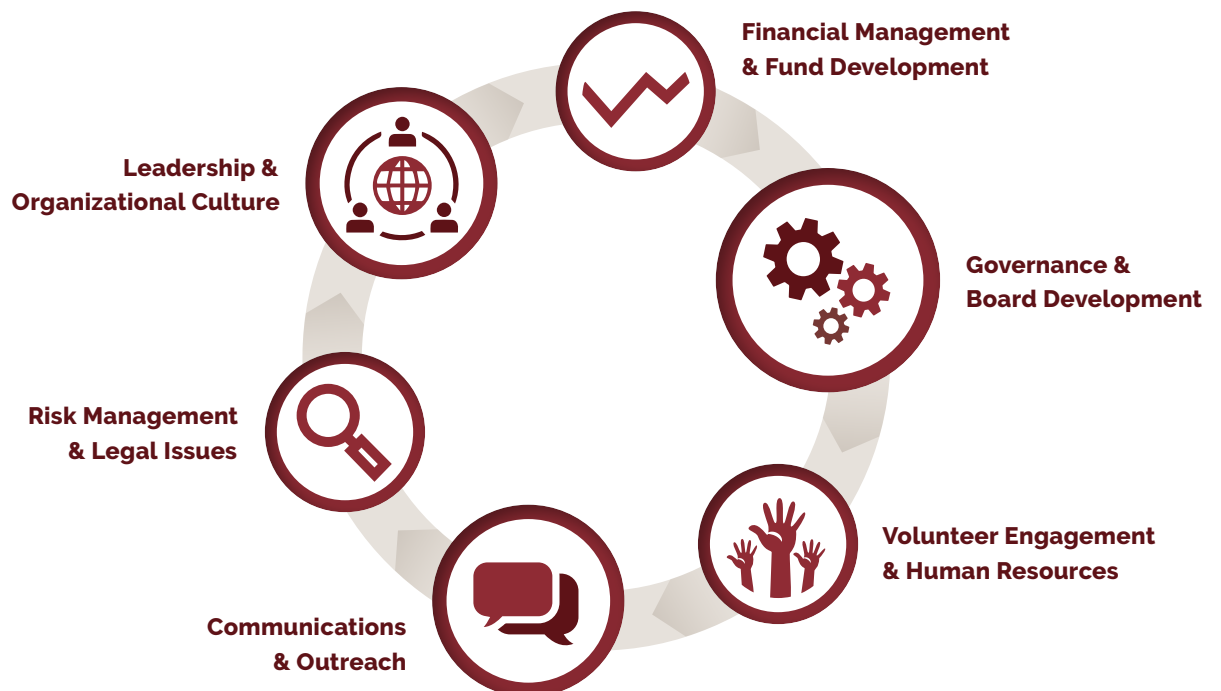 Financial Management
& Fund Development
Leadership &
Organizational Culture
Governance &
Board Development
Risk Management
& Legal Issues
Volunteer Engagement
& Human Resources
Communications
& Outreach